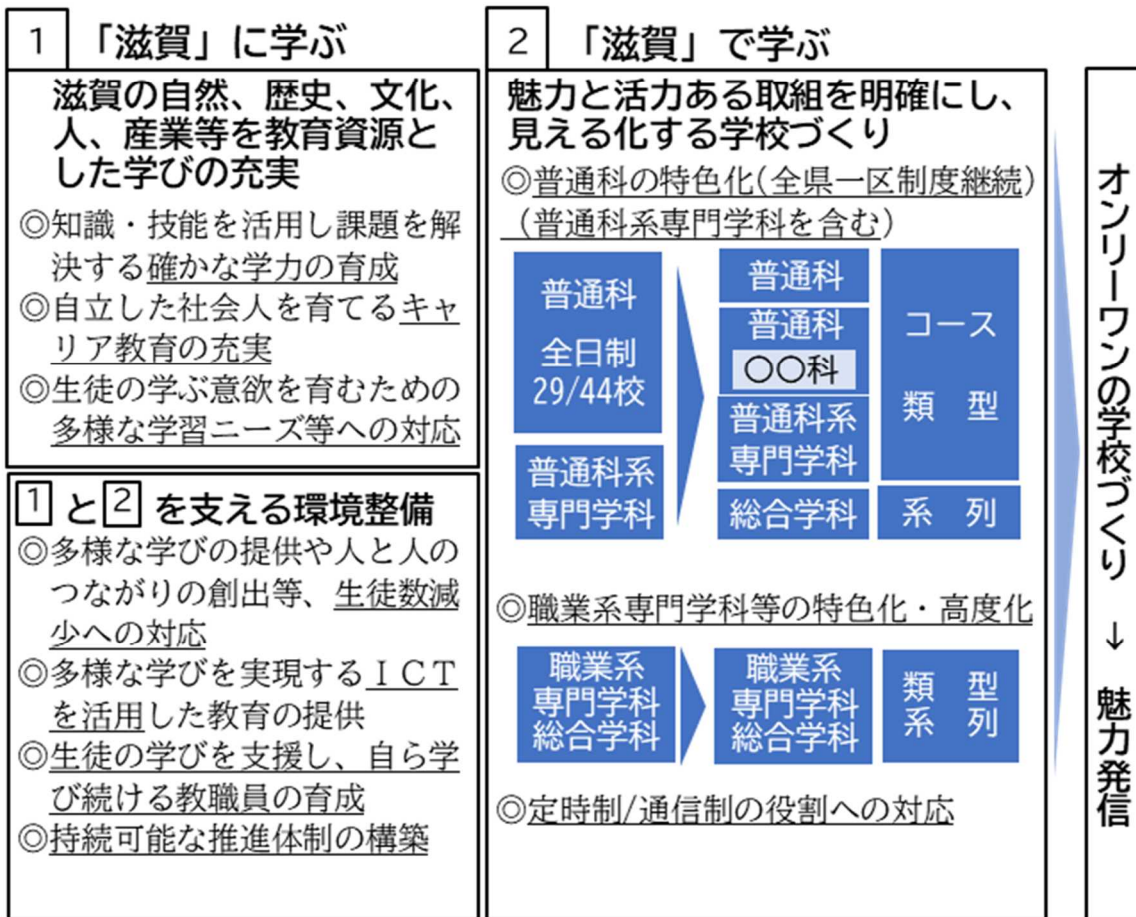 1 「滋賀」に学ぶ
滋賀の自然、歴史、文化、
人、産業等を教育資源と
した学びの充実
◎知識・技能を活用し課題を解
決する確かな学力の育成
◎自立した社会人を育てるキャ
リア教育の充実
◎生徒の学ぶ意欲を育むための
多様な学習ニーズ等への対応
1 と 2 を支える環境整備
◎多様な学びの提供や人と人の
つながりの創出等、生徒数減
少への対応
◎多様な学びを実現するＩＣＴ
を活用した教育の提供
◎生徒の学びを支援し、自ら学
び続ける教職員の育成
◎持続可能な推進体制の構築
2 「滋賀」で学ぶ
魅力と活力ある取組を明確にし、
見える化する学校づくり
◎普通科の特色化(全県一区制度継続)
(普通科系専門学科を含む)
普通科
全日制
29/44校
普通科系
専門学科
普通科
普通科
〇〇科
普通科系
専門学科
総合学科
コース
類 型
系 列
◎職業系専門学科等の特色化・高度化
職業系
専門学科
総合学科
職業系
専門学科
総合学科
類 型
系 列
◎定時制/通信制の役割への対応
オンリーワンの学校づくり ↓ 魅力発信